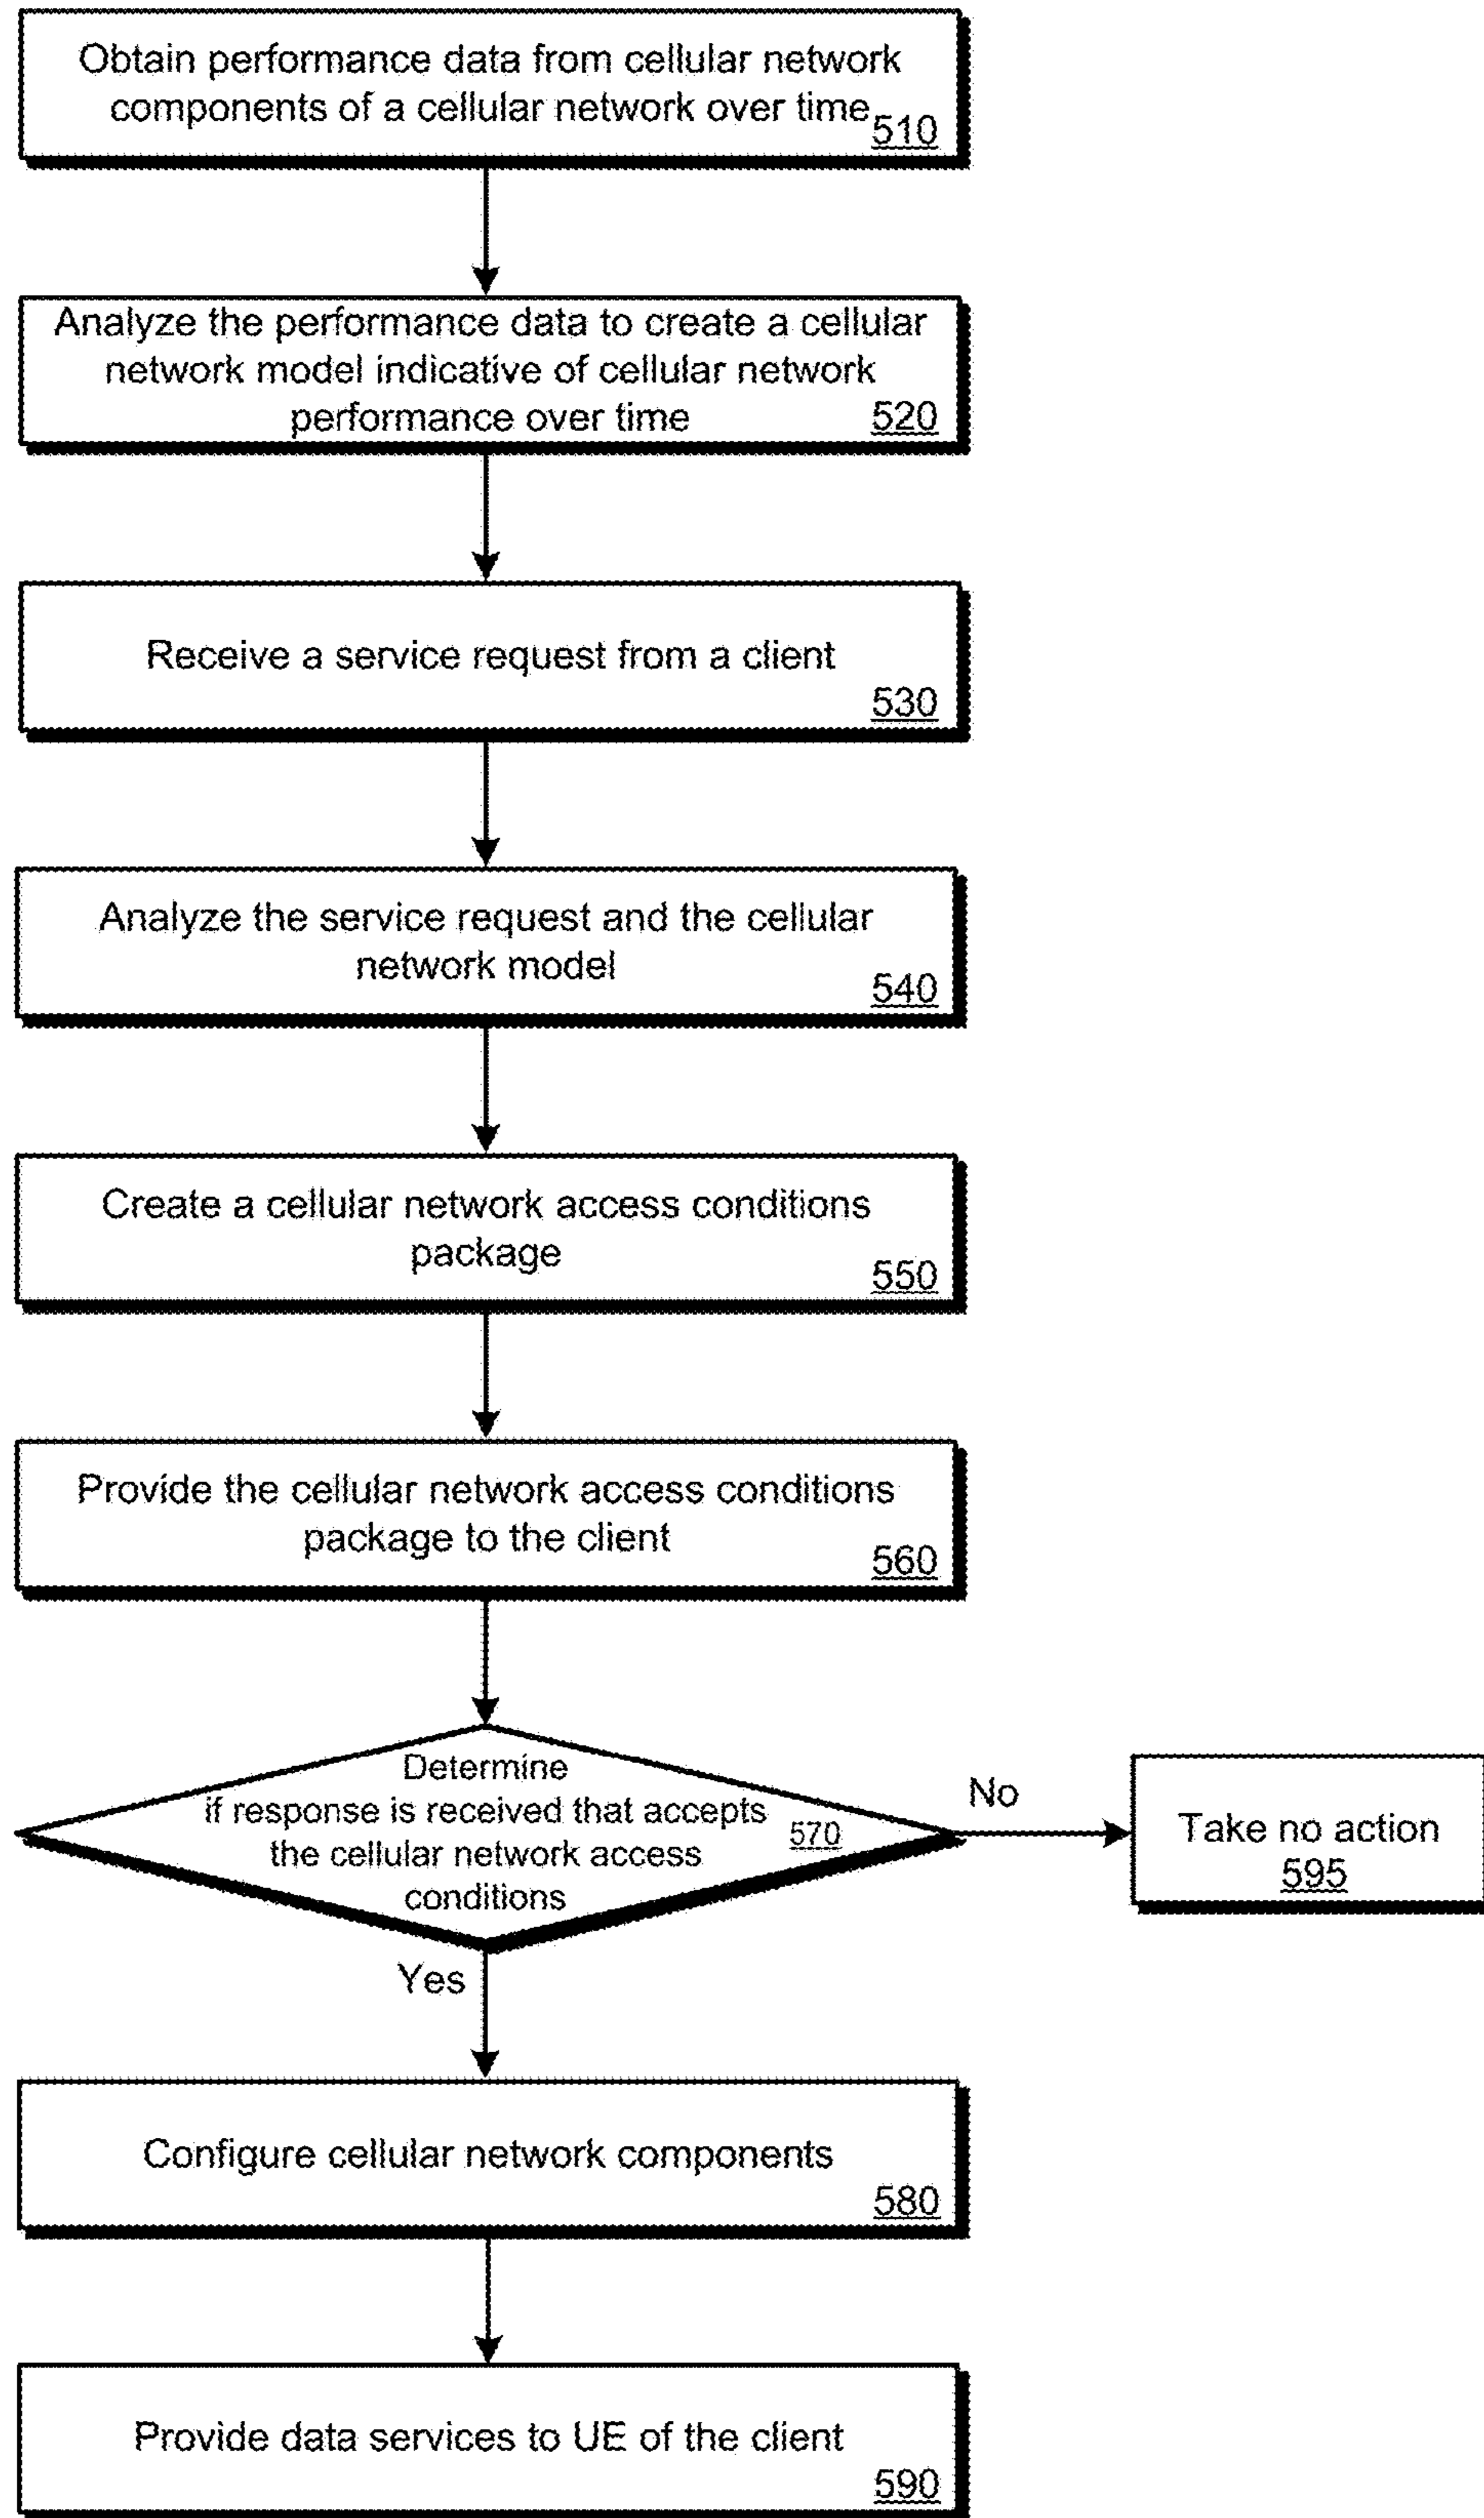 Obtain performance data from cellular network
components of a cellular network over time
510
Analyze the performance data to create a cellular
network model indicative of cellular network
performance over time
520
Receive a service request from a client
530
Analyze the service request and the cellular
network model
540
Create a cellular network access conditions
package
550
Provide the cellular network access conditions
package to the client
560
Determine
if response is received that accepts
the cellular network access
conditions
570
No
Take no action
595
Yes
Configure cellular network components
580
Provide data services to UE of the client
590